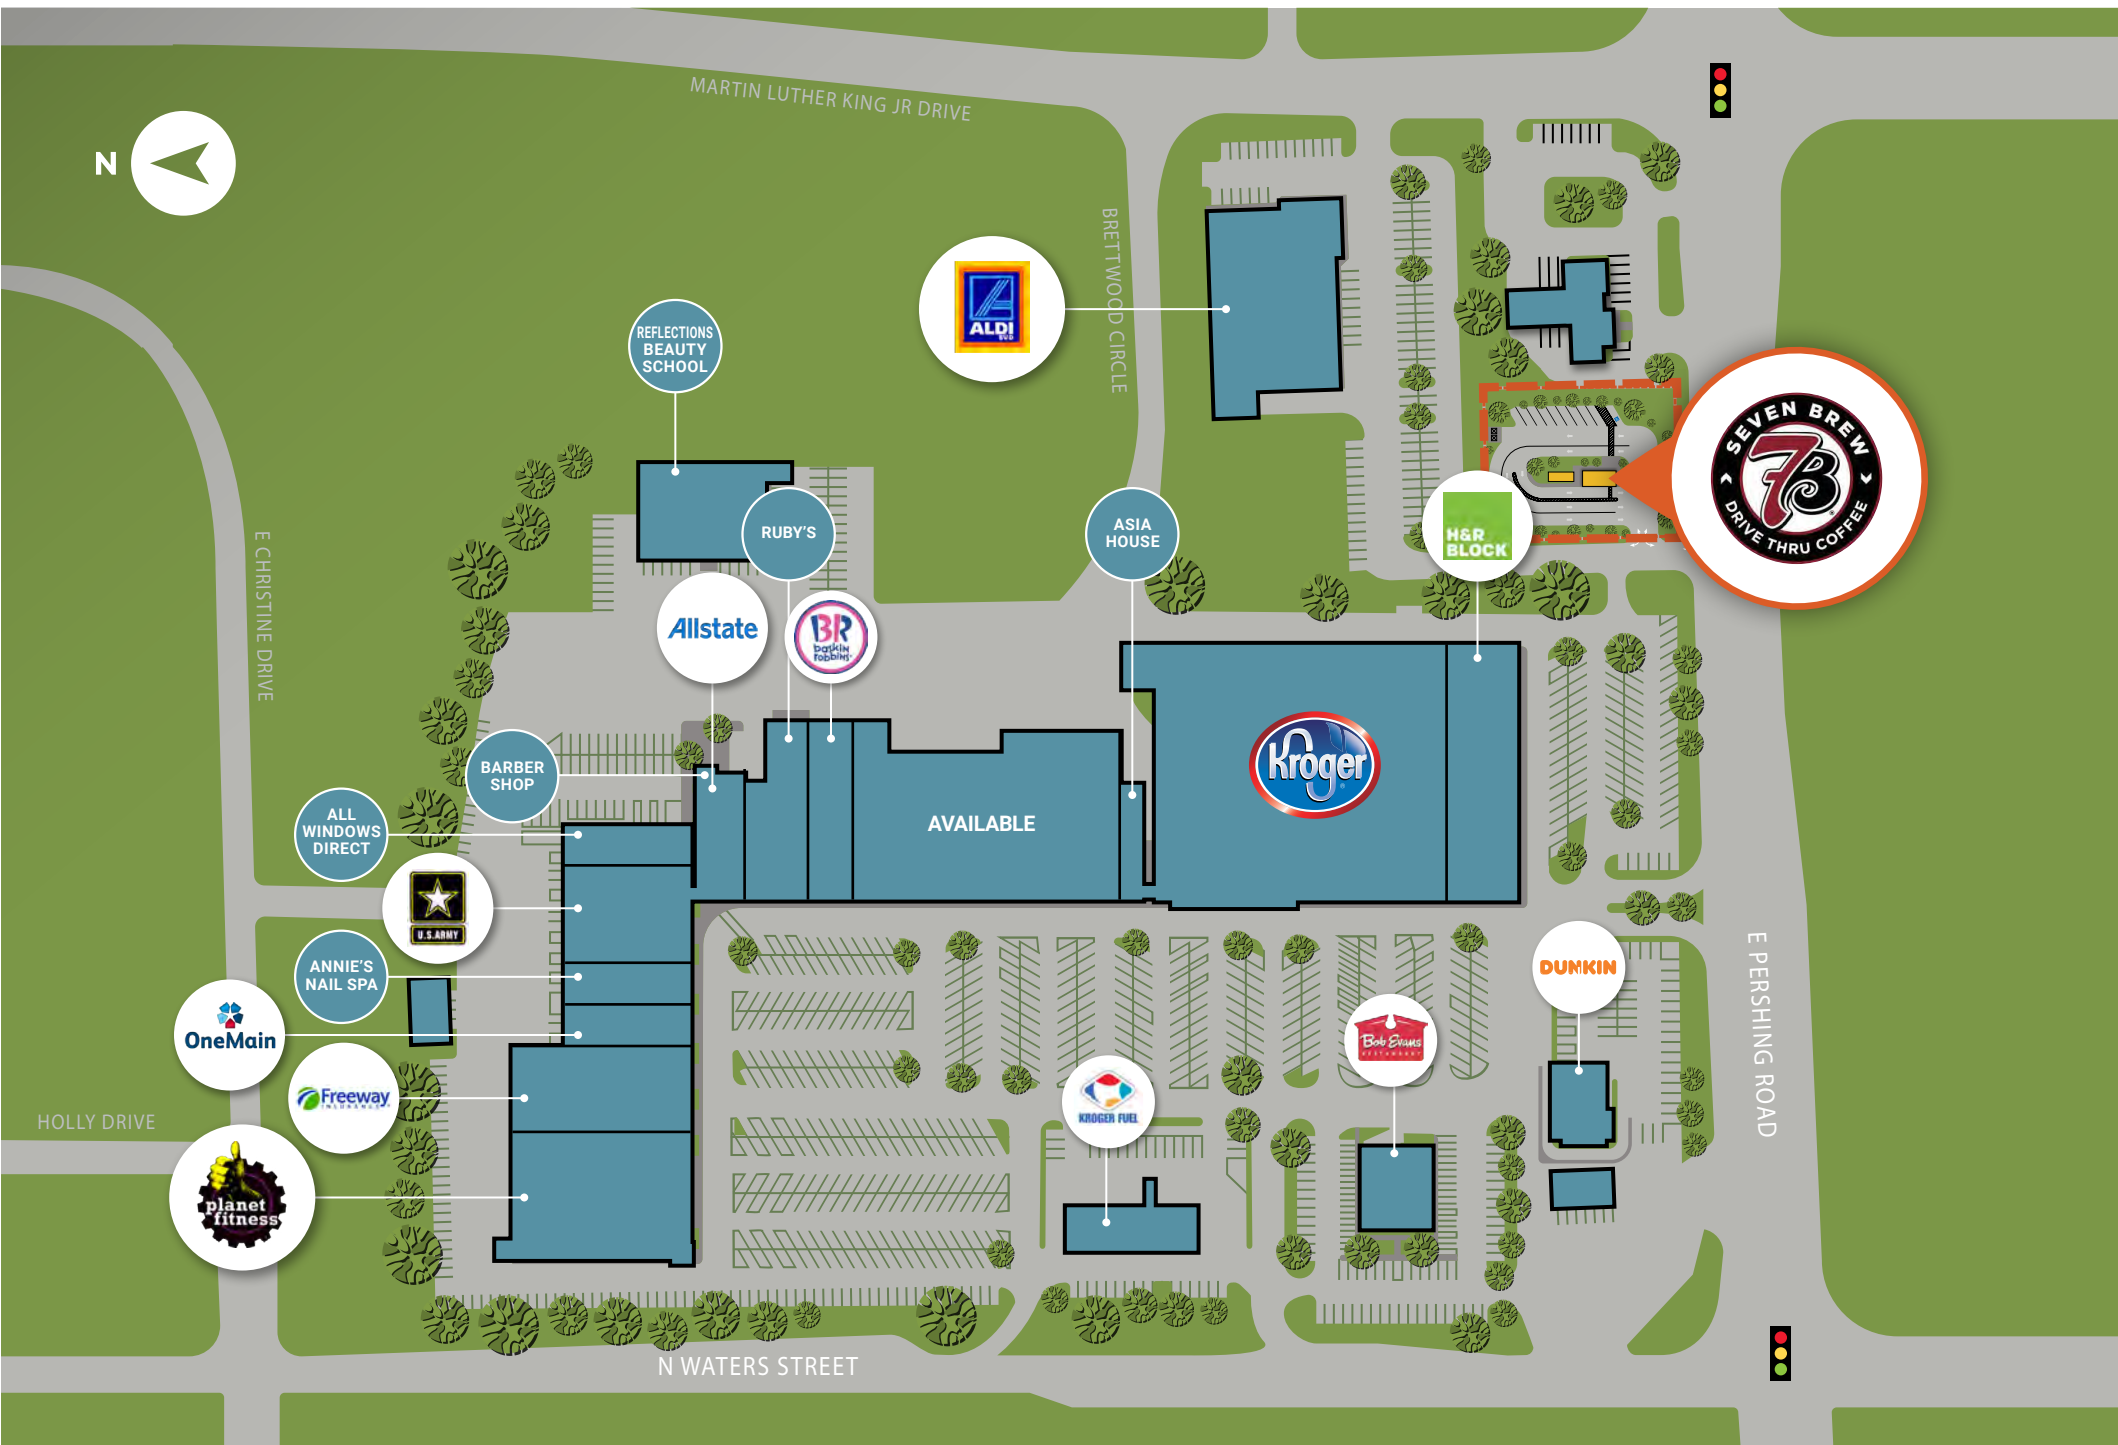 MARTIN LUTHER KING JR DRIVE
N
BRETTWOOD CIRCLE
ALDI
REFLECTIONS
BEAUTY
SCHOOL
SEVEN BREW
7B
DRIVE THRU COFFEE
RUBY'S
ASIA
HOUSE
H&R
BLOCK
E CHRISTINE DRIVE
Allstate
BR
baskin
robbins
BARBER
SHOP
Kroger
ALL
WINDOWS
DIRECT
AVAILABLE
U.S.ARMY
ANNIE'S
NAIL SPA
DUNKIN
E PERSHING ROAD
OneMain
Bob Evans
RESTAURANT
Freeway
INSURANCE
KROGER FUEL
HOLLY DRIVE
planet
fitness
N WATERS STREET